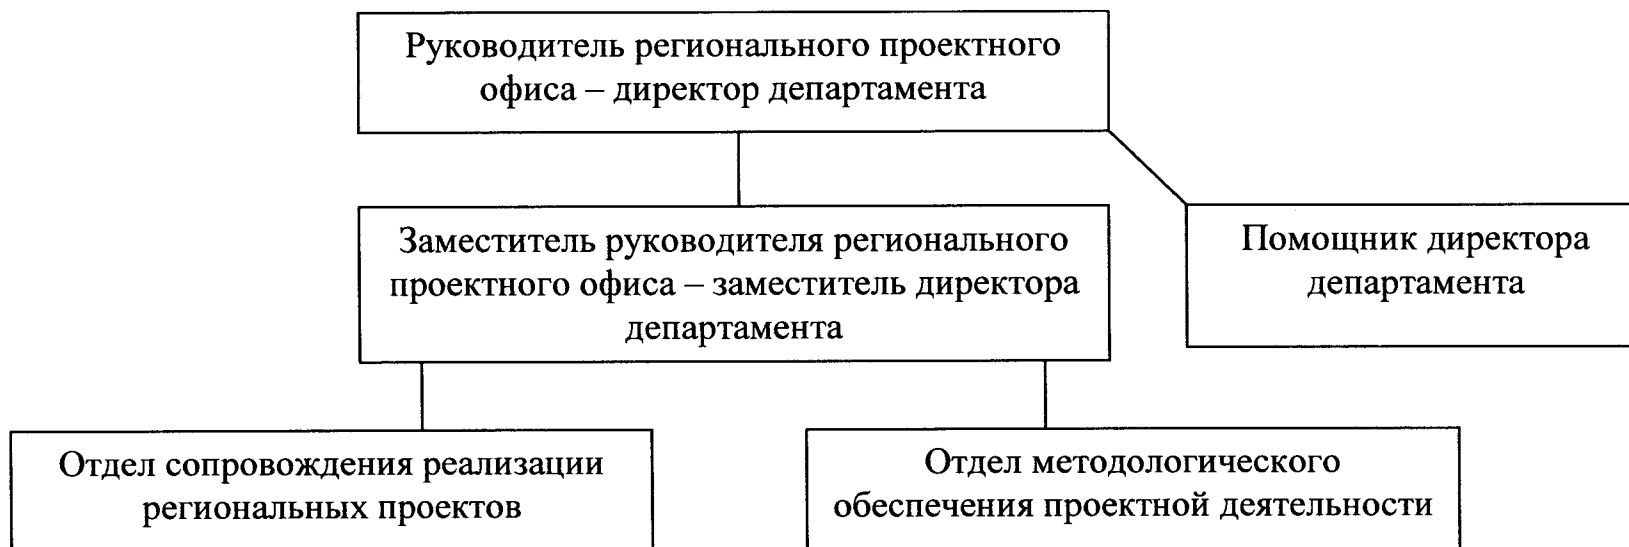 Руководитель регионального проектного
офиса – директор департамента
Заместитель руководителя регионального
проектного офиса – заместитель директора
департамента
Помощник директора
департамента
Отдел сопровождения реализации
региональных проектов
Отдел методологического
обеспечения проектной деятельности